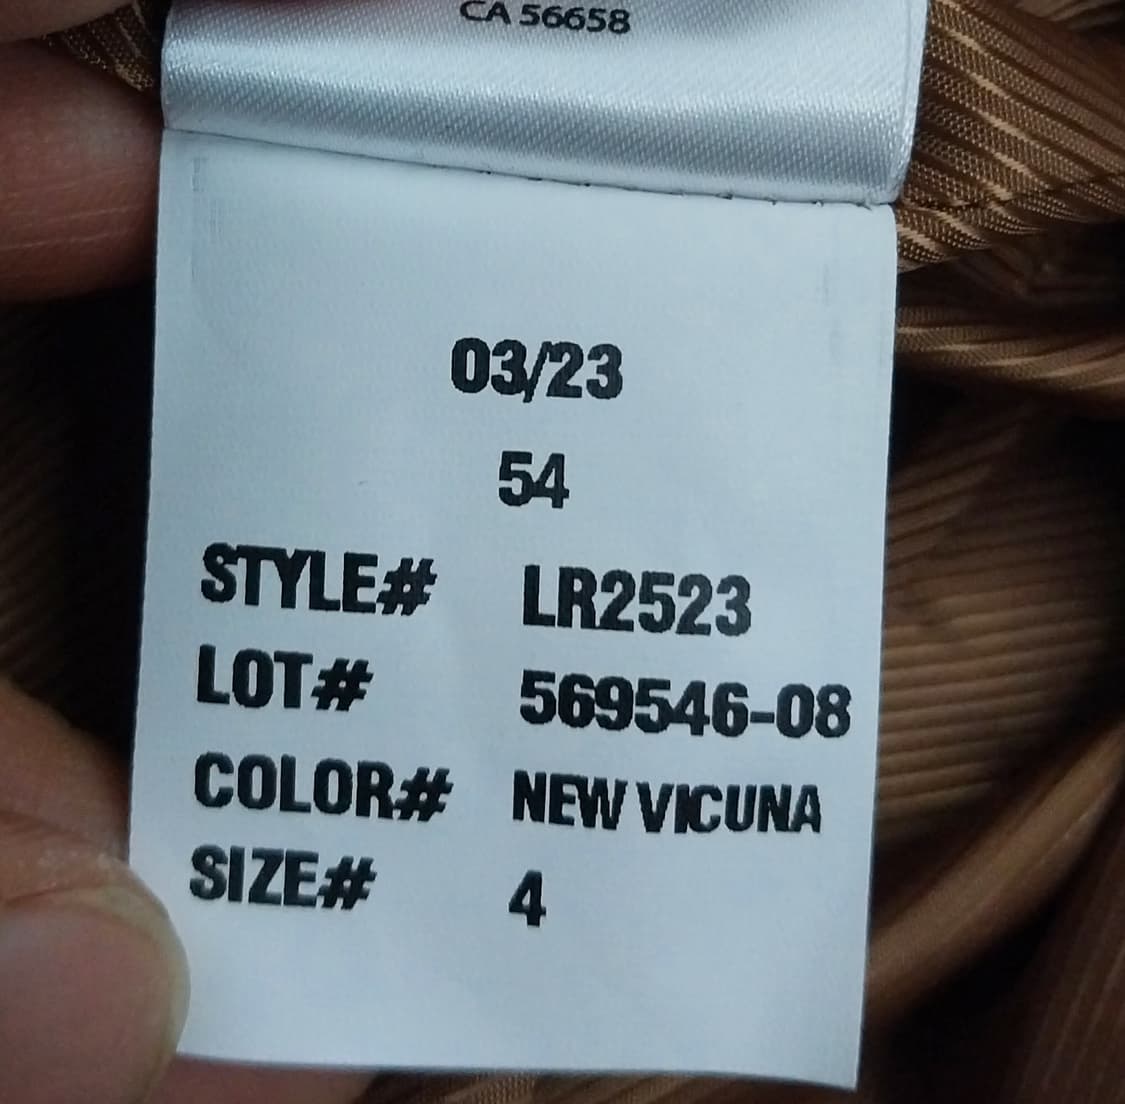 CA 56658
03/23
54
STYLE# LR2523
LOT# 569546-08
COLOR# NEW VICUNA
SIZE# 4